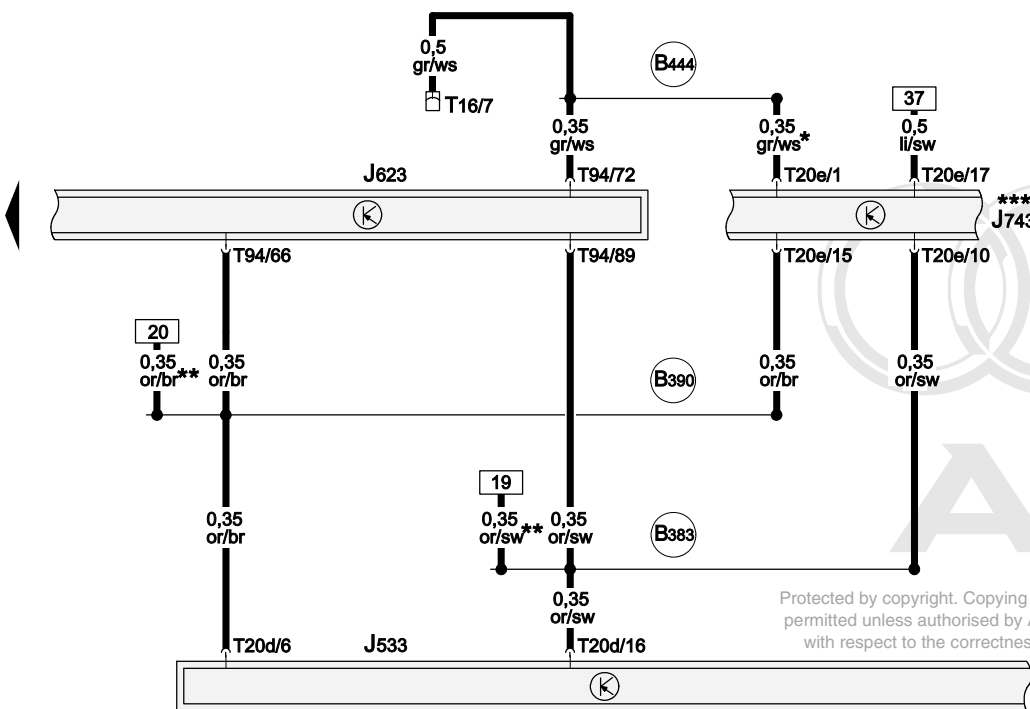 0,5
gr/ws
T16/7
B444
37
0,35
gr/ws
0,35
gr/ws*
0,5
li/sw
J623
T94/72
T20e/1
T20e/17
***
J743
T94/66
T94/89
T20e/15
T20e/10
20
0,35
or/br**
0,35
or/br
B390
0,35
or/br
0,35
or/sw
19
0,35
or/br
0,35
or/sw**
0,35
or/sw
B383
0,35
or/sw
Protected by copyright. Copying
permitted unless authorised by A
with respect to the correctnes
T20d/6
J533
T20d/16
A